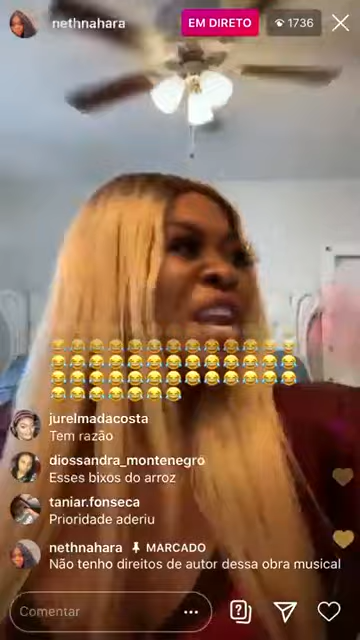 nethnahara
EM DIRETO
1736
😂😂😂😂😂😂😂😂😂😂😂😂😂
😂😂😂😂😂😂😂😂😂😂😂😂😂
😂😂😂😂😂😂😂😂😂😂😂😂😂
😂😂😂😂😂😂😂
jurelmadacosta
Tem razão
diossandra_montenegro
Esses bixos do arroz
taniar.fonseca
Prioridade aderiu
nethnahara 📌 MARCADO
Não tenho direitos de autor dessa obra musical
Comentar